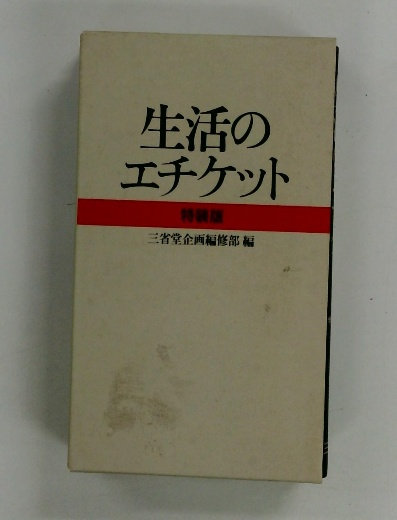 生活の
エチケット
特装版
三省堂企画編修部 編